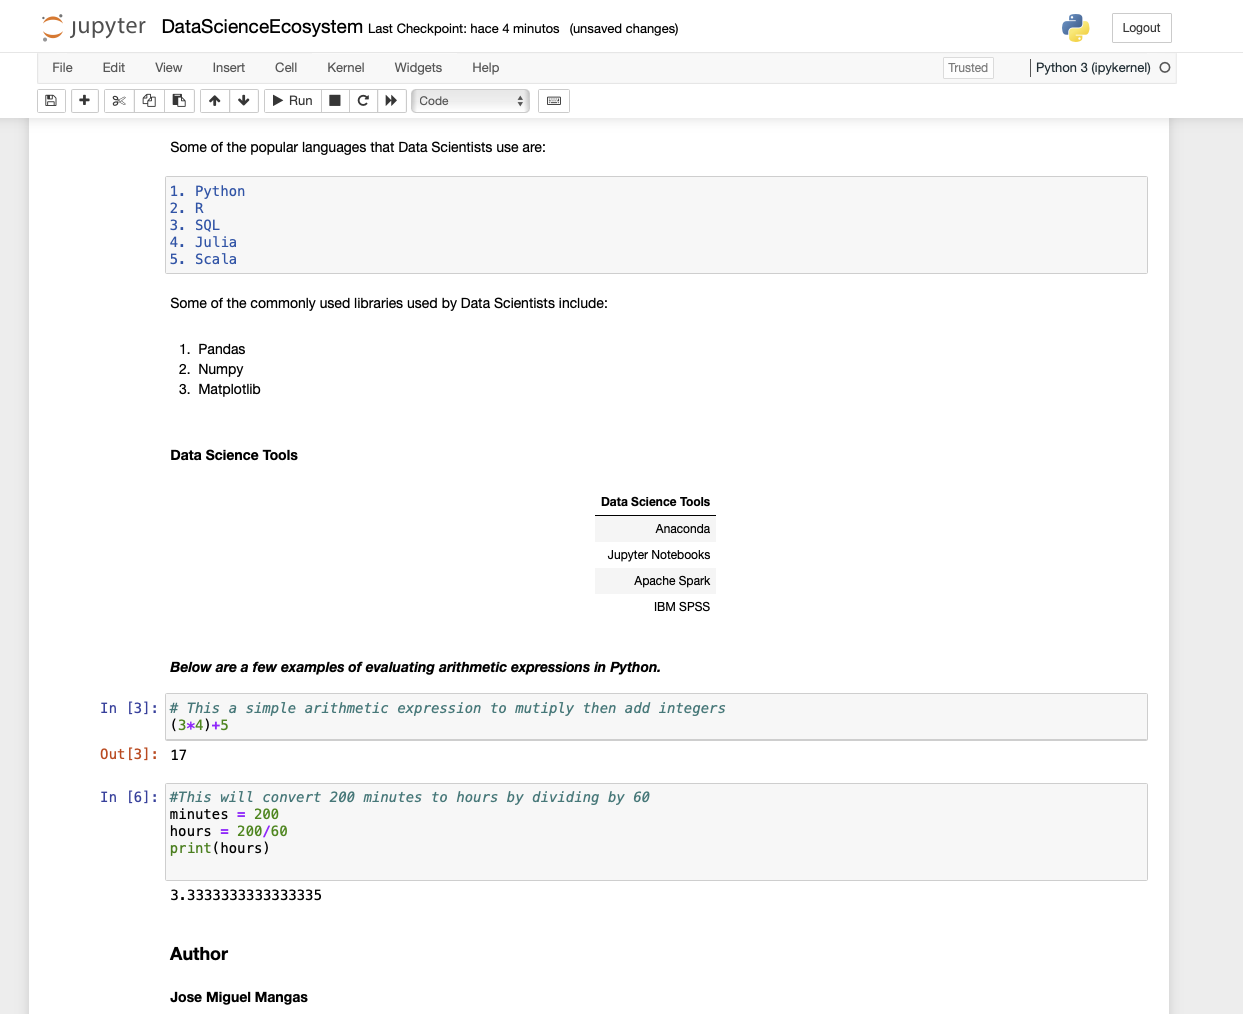 jupyter DataScienceEcosystem Last Checkpoint: hace 4 minutos (unsaved changes) Logout
File Edit View Insert Cell Kernel Widgets Help Trusted Python 3 (ipykernel)
Run Code
Some of the popular languages that Data Scientists use are:
1. Python
2. R
3. SQL
4. Julia
5. Scala
Some of the commonly used libraries used by Data Scientists include:
1. Pandas
2. Numpy
3. Matplotlib
Data Science Tools
Data Science Tools
Anaconda
Jupyter Notebooks
Apache Spark
IBM SPSS
Below are a few examples of evaluating arithmetic expressions in Python.
In [3]: # This a simple arithmetic expression to mutiply then add integers
(3*4)+5
Out[3]: 17
In [6]: #This will convert 200 minutes to hours by dividing by 60
minutes = 200
hours = 200/60
print(hours)
3.3333333333333335
Author
Jose Miguel Mangas